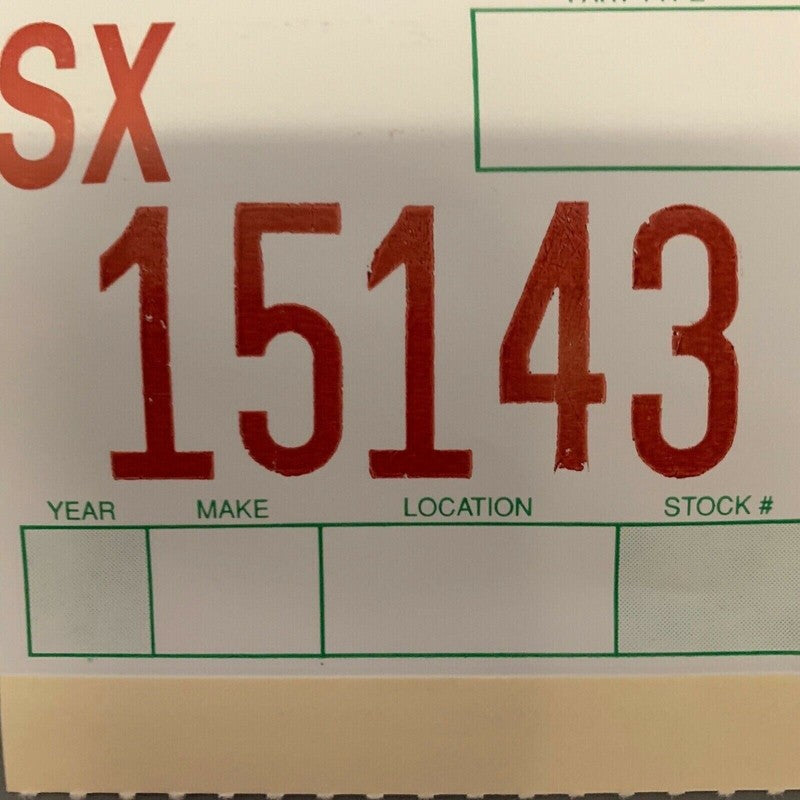 SX
15143
YEAR MAKE LOCATION STOCK #